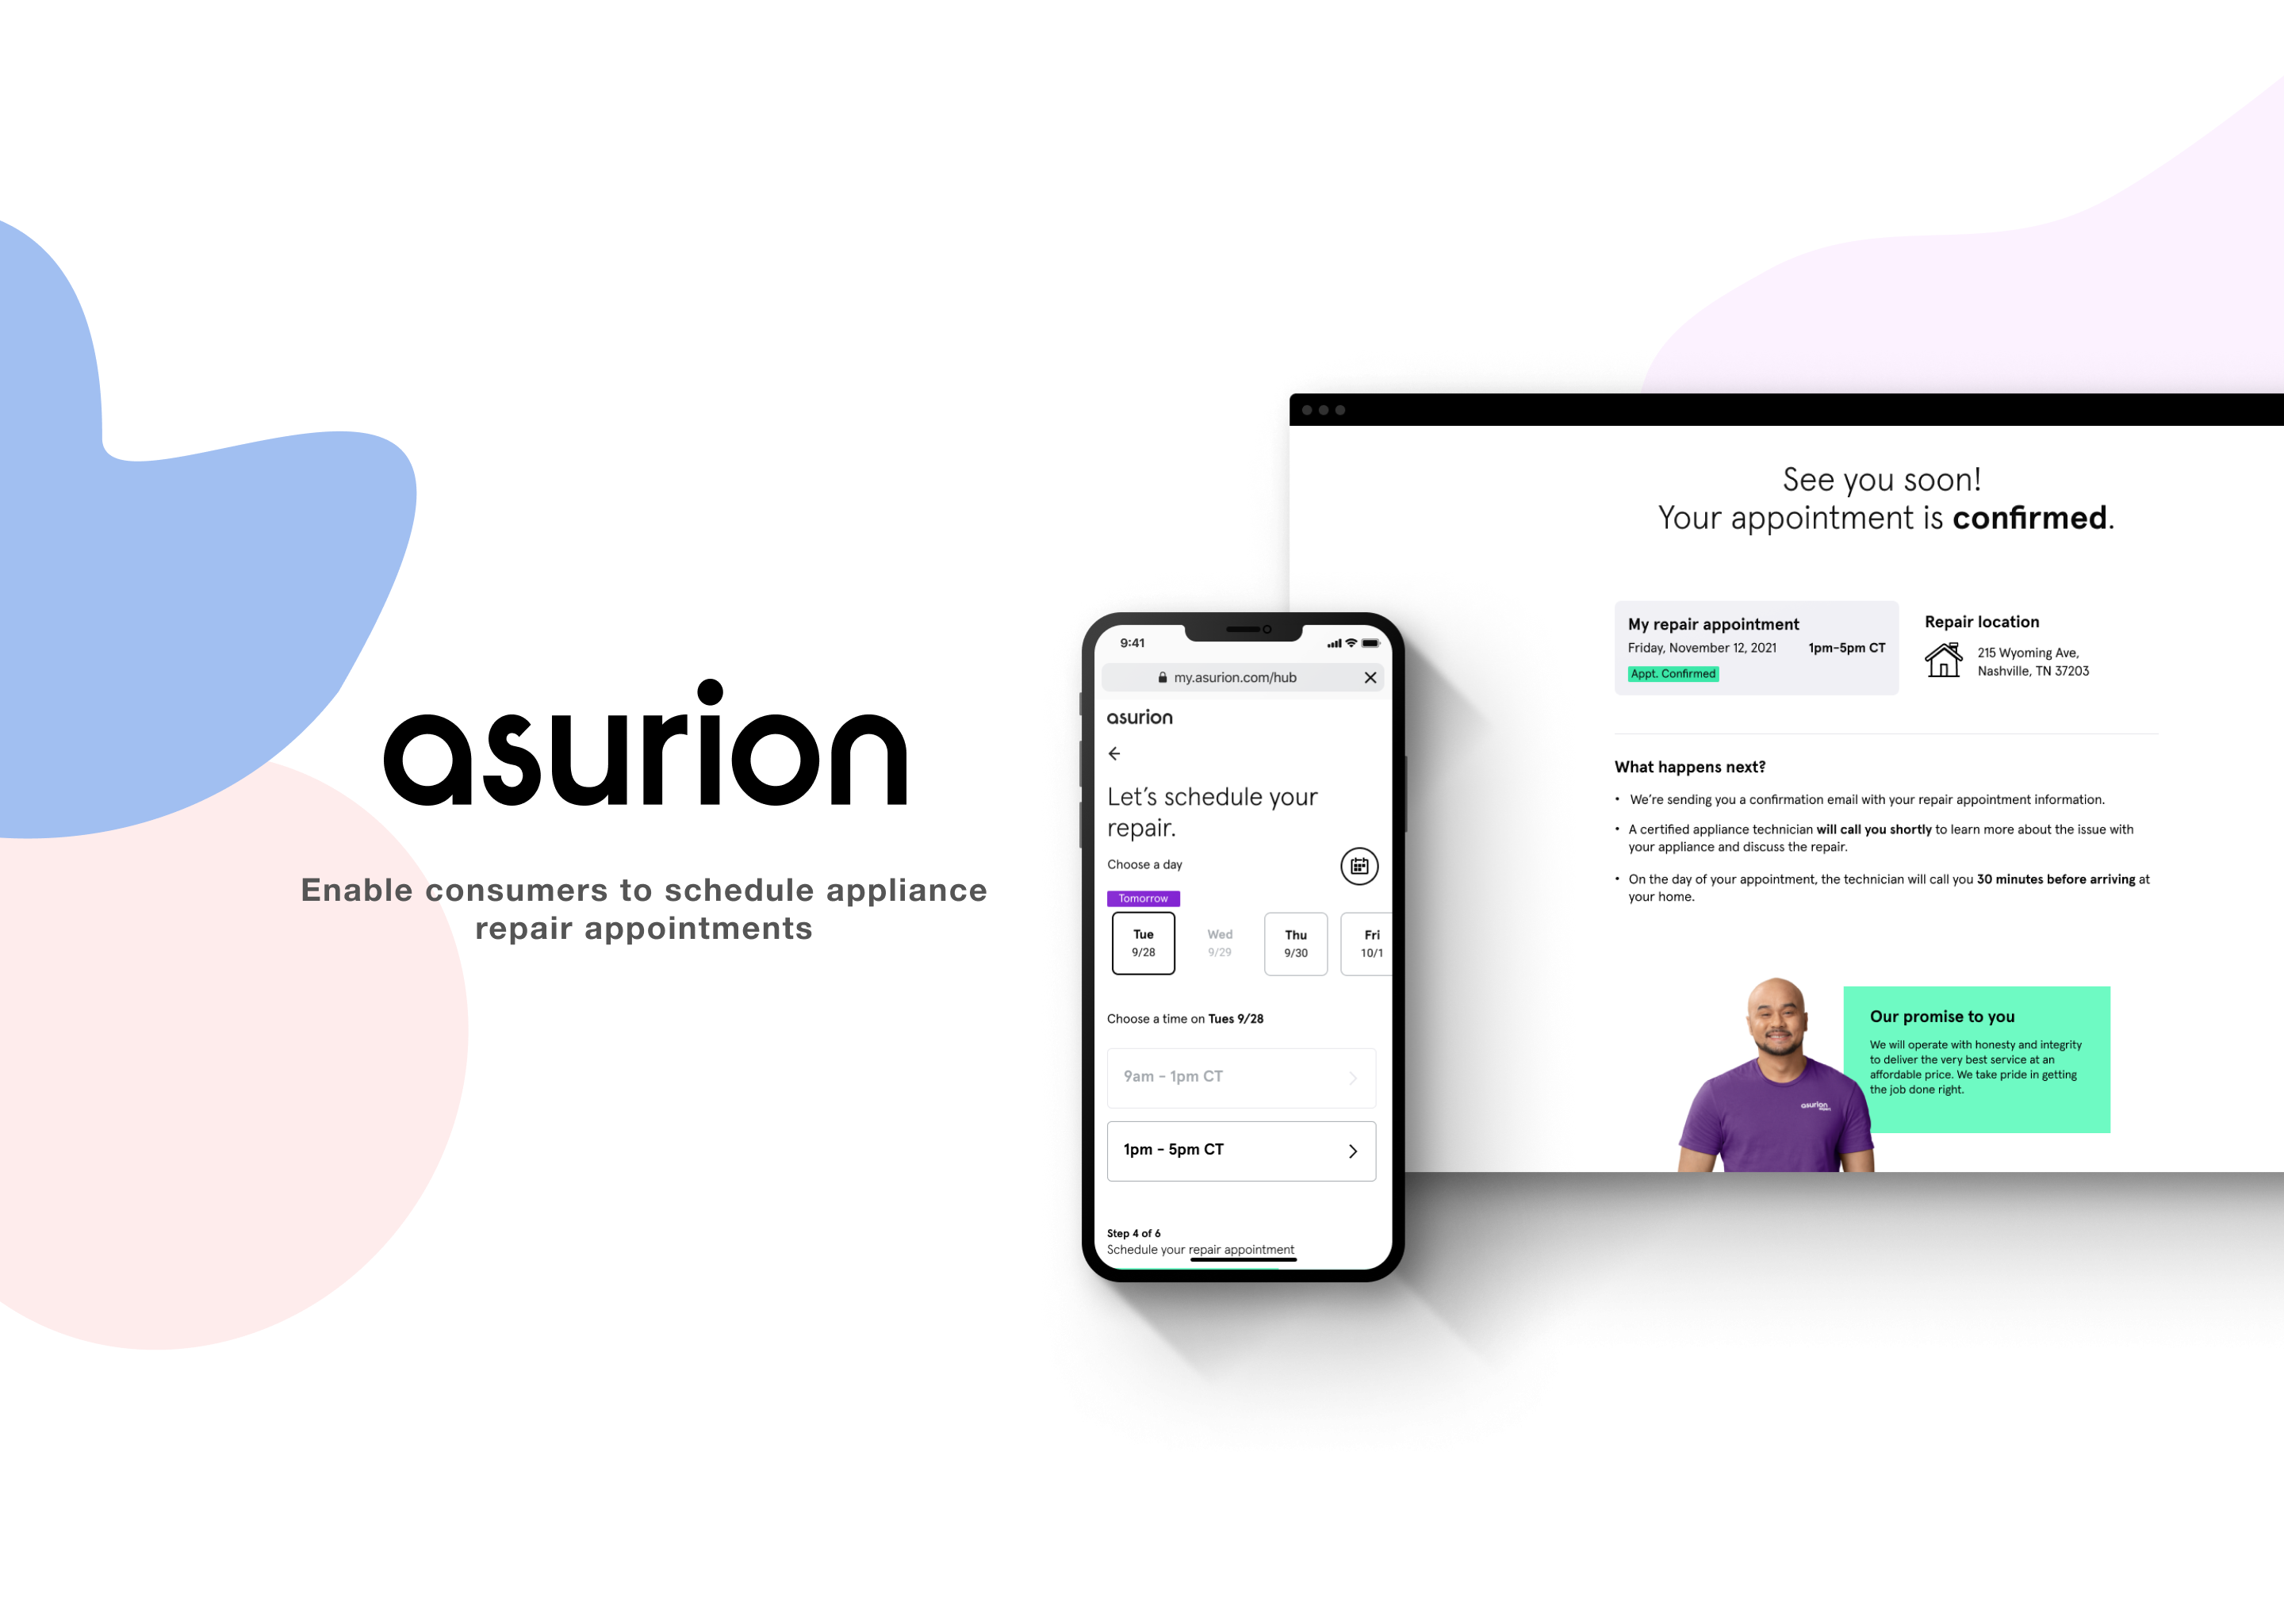 asurion
Enable consumers to schedule appliance
repair appointments
9:41
my.asurion.com/hub
asurion
Let's schedule your
repair.
Choose a day
Tomorrow
Tue
9/28
Wed
9/29
Thu
9/30
Fri
10/1
Choose a time on Tues 9/28
9am - 1pm CT
1pm - 5pm CT
Step 4 of 6
Schedule your repair appointment
See you soon!
Your appointment is confirmed.
My repair appointment
Friday, November 12, 2021 1pm-5pm CT
Appt. Confirmed
Repair location
215 Wyoming Ave,
Nashville, TN 37203
What happens next?
• We're sending you a confirmation email with your repair appointment information.
• A certified appliance technician will call you shortly to learn more about the issue with
your appliance and discuss the repair.
• On the day of your appointment, the technician will call you 30 minutes before arriving at
your home.
asurion
Our promise to you
We will operate with honesty and integrity
to deliver the very best service at an
affordable price. We take pride in getting
the job done right.